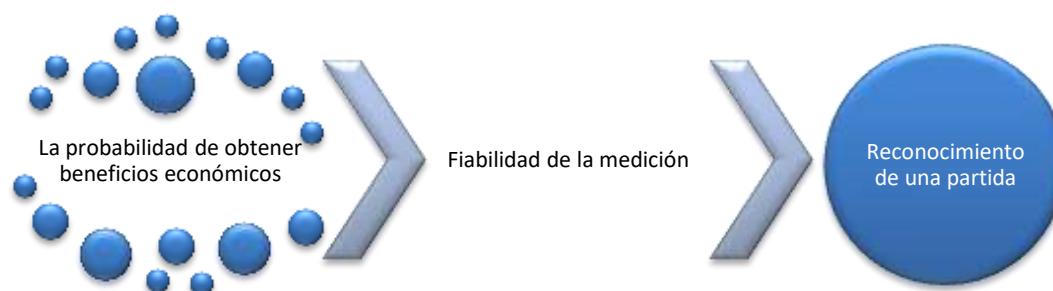 La probabilidad de obtener
beneficios económicos
Fiabilidad de la medición
Reconocimiento
de una partida